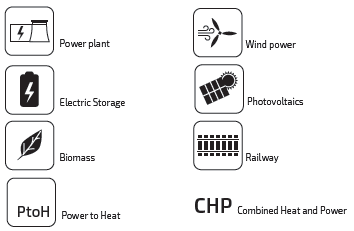 Power plant
Wind power
Electric Storage
Photovoltaics
Biomass
Railway
PtoH Power to Heat
CHP Combined Heat and Power